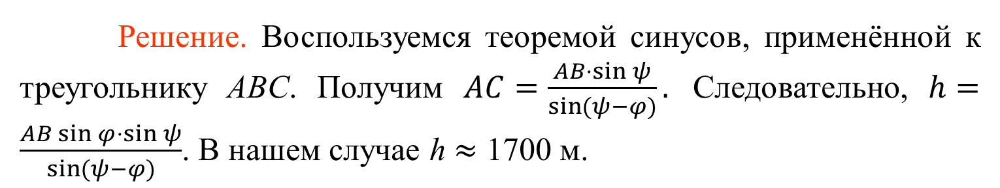 Решение. Воспользуемся теоремой синусов, применённой к
треугольнику ABC. Получим $AC = \frac{AB \cdot \sin \psi}{\sin(\psi - \varphi)}$. Следовательно, $h =$
$\frac{AB \sin \varphi \cdot \sin \psi}{\sin(\psi - \varphi)}$. В нашем случае h ≈ 1700 м.